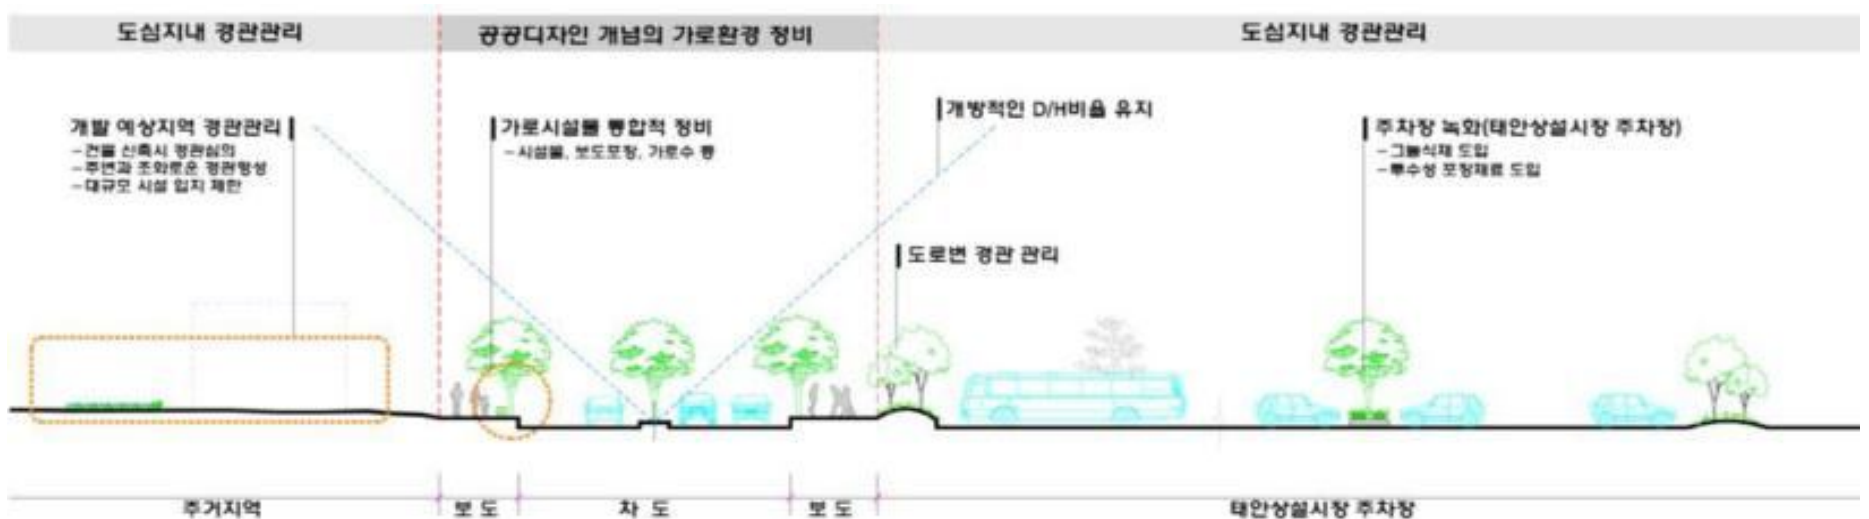 도심지내 경관관리
공공디자인 개념의 가로환경 정비
도심지내 경관관리
개발 예상지역 경관관리
-건물 신축시 경관심의
-주변과 조화로운 경관형성
-대규모 시설 입지 제한
가로시설물 통합적 정비
-시설물, 보도포장, 가로수 등
개방적인 D/H비율 유지
주차장 녹화(태안상설시장 주차장)
-그늘식재 도입
-투수성 포장재료 도입
도로변 경관 관리
주거지역
보 도
차 도
보 도
태안상설시장 주차장